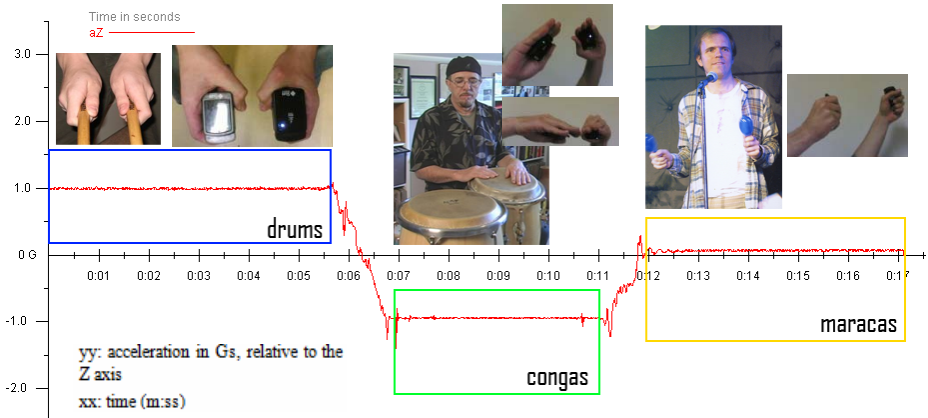 Time in seconds
aZ
3.0
2.0
1.0
0 G
-1.0
-2.0
0:01 0:02 0:03 0:04 0:05 0:06 0:07 0:08 0:09 0:10 0:11 0:12 0:13 0:14 0:15 0:16 0:17
drums
congas
maracas
yy: acceleration in Gs, relative to the
Z axis
xx: time (m:ss)